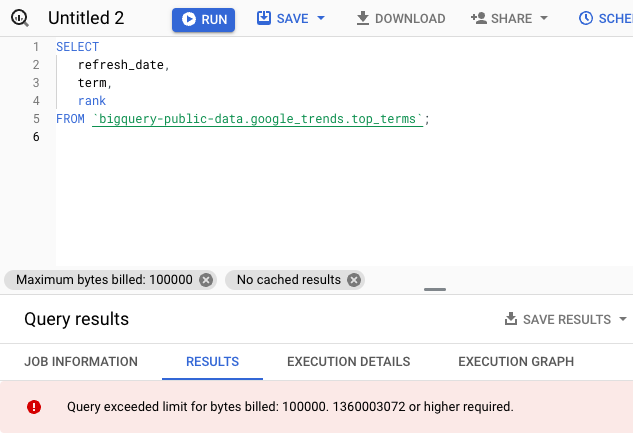 Untitled 2 RUN SAVE DOWNLOAD SHARE SCHE
1 SELECT
2 refresh_date,
3 term,
4 rank
5 FROM `bigquery-public-data.google_trends.top_terms`;
6
Maximum bytes billed: 100000 No cached results
Query results SAVE RESULTS
JOB INFORMATION RESULTS EXECUTION DETAILS EXECUTION GRAPH
Query exceeded limit for bytes billed: 100000. 1360003072 or higher required.